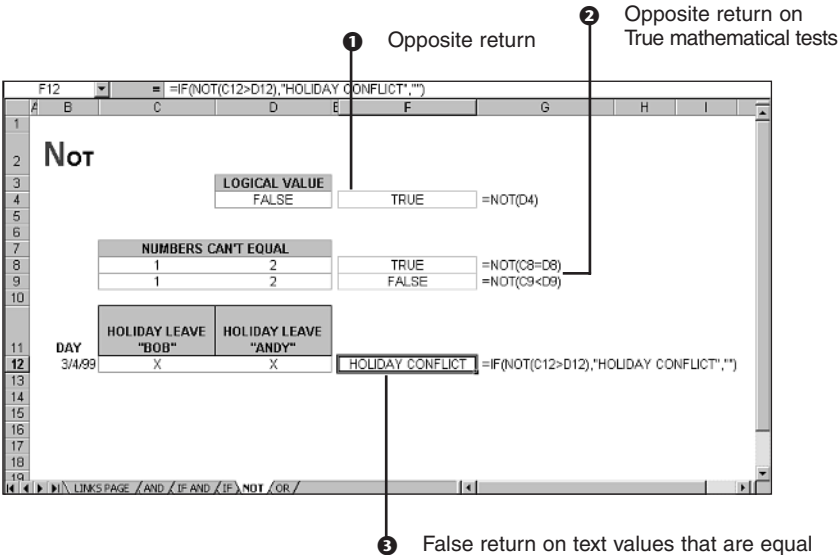 ❷ Opposite return on
True mathematical tests
❶ Opposite return
F12 = =IF(NOT(C12>D12),"HOLIDAY CONFLICT","")
A B C D E F G H I
1
2 NOT
3 LOGICAL VALUE
4 FALSE TRUE =NOT(D4)
5
6
7 NUMBERS CAN'T EQUAL
8 1 2 TRUE =NOT(C8=D8)
9 1 2 FALSE =NOT(C9<D9)
10
HOLIDAY LEAVE HOLIDAY LEAVE
11 DAY "BOB" "ANDY"
12 3/4/99 X X HOLIDAY CONFLICT =IF(NOT(C12>D12),"HOLIDAY CONFLICT","")
13
14
15
16
17
18
19
LINKS PAGE / AND / IF AND / IF \ NOT / OR /
❸ False return on text values that are equal